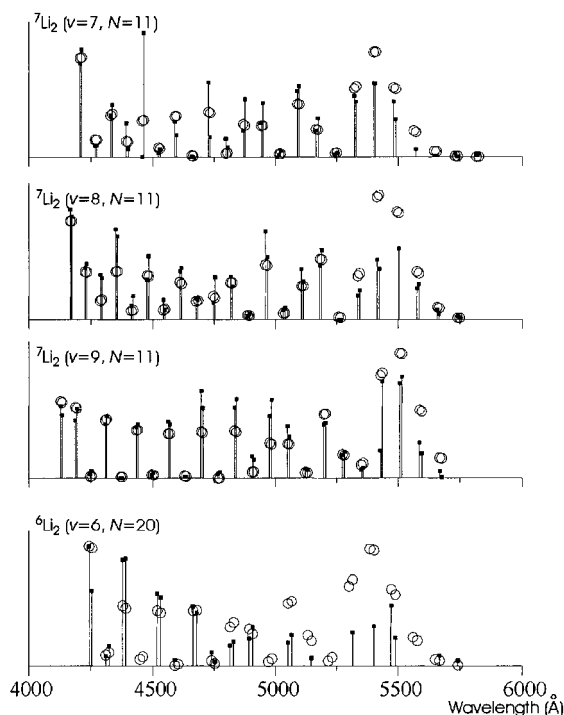 ⁷Li₂ (v=7, N=11)
⁷Li₂ (v=8, N=11)
⁷Li₂ (v=9, N=11)
⁶Li₂ (v=6, N=20)
4000 4500 5000 5500 6000
Wavelength (Å)